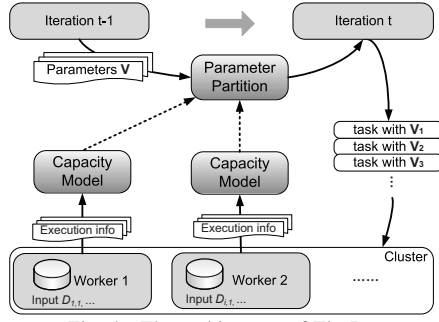 Iteration t-1
Iteration t
Parameters V
Parameter
Partition
task with V1
task with V2
task with V3
Capacity
Model
Capacity
Model
Execution info
Execution info
Cluster
Worker 1
Worker 2
Input D1,1, ...
Input Di,1, ...
......